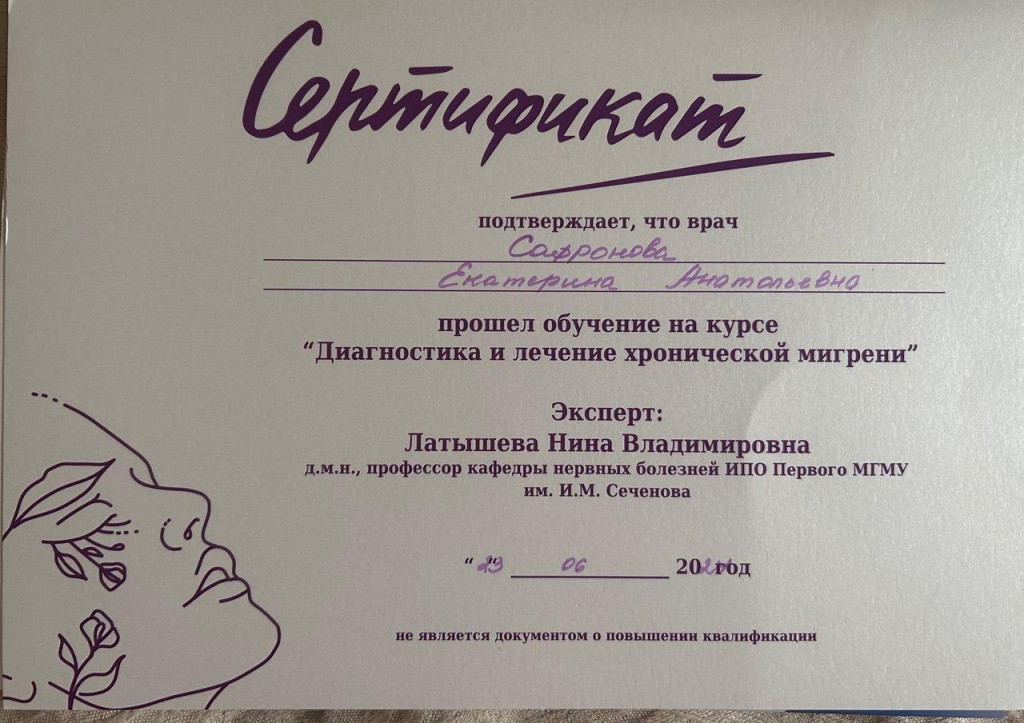 Сертификат
подтверждает, что врач
Сафронова
Екатерина Анатольевна
прошел обучение на курсе
“Диагностика и лечение хронической мигрени”
Эксперт:
Латышева Нина Владимировна
д.м.н., профессор кафедры нервных болезней ИПО Первого МГМУ
им. И.М. Сеченова
“23“ 06 20 год
не является документом о повышении квалификации